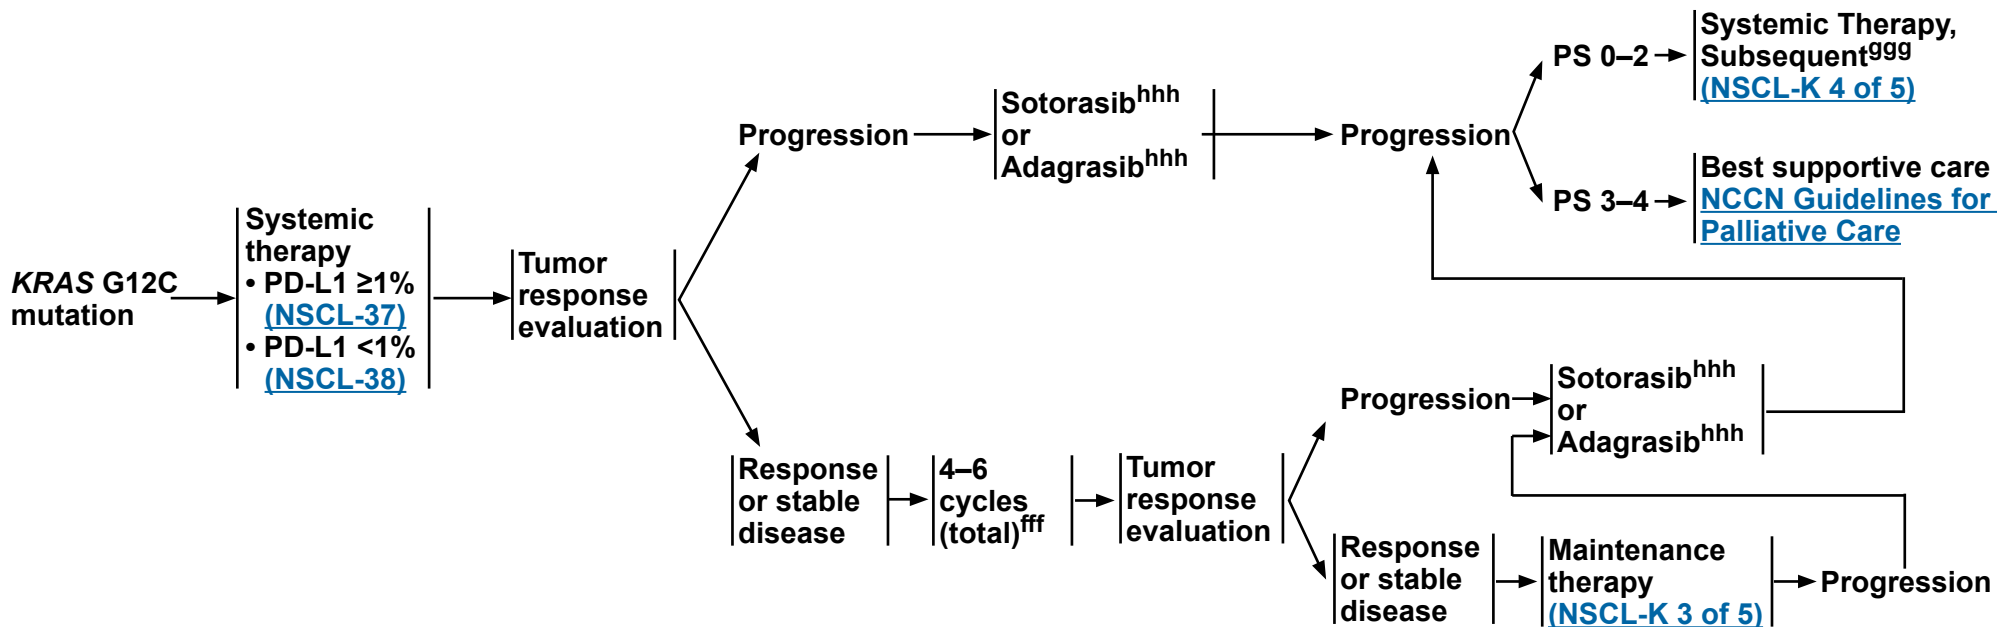 KRAS G12C
mutation
Systemic
therapy
• PD-L1 ≥1%
(NSCL-37)
• PD-L1 <1%
(NSCL-38)
Tumor
response
evaluation
Progression
Sotorasibhhh
or
Adagrasibhhh
Progression
PS 0–2
Systemic Therapy,
Subsequentggg
(NSCL-K 4 of 5)
PS 3–4
Best supportive care
NCCN Guidelines for
Palliative Care
Response
or stable
disease
4–6
cycles
(total)fff
Tumor
response
evaluation
Progression
Sotorasibhhh
or
Adagrasibhhh
Response
or stable
disease
Maintenance
therapy
(NSCL-K 3 of 5)
Progression